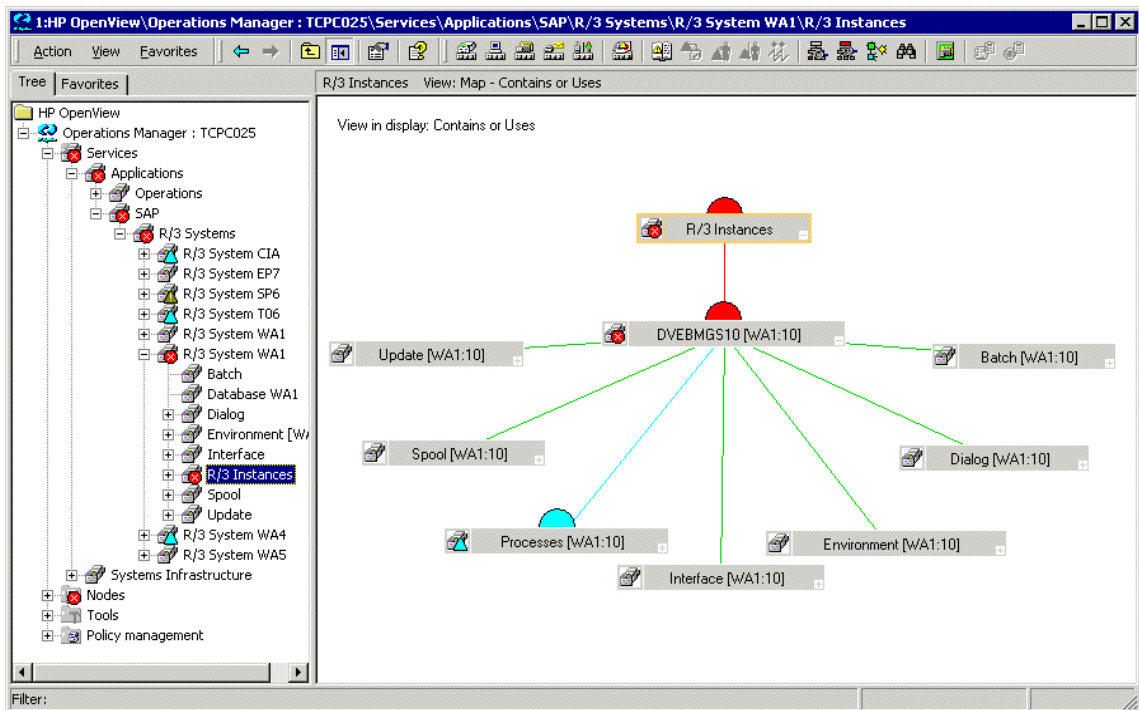 1:HP OpenView\Operations Manager : TCPC025\Services\Applications\SAP\R/3 Systems\R/3 System WA1\R/3 Instances
Action View Favorites
Tree Favorites
R/3 Instances View: Map - Contains or Uses
HP OpenView
Operations Manager : TCPC025
Services
Applications
Operations
SAP
R/3 Systems
R/3 System CIA
R/3 System EP7
R/3 System SP6
R/3 System T06
R/3 System WA1
R/3 System WA1
Batch
Database WA1
Dialog
Environment [WA
Interface
R/3 Instances
Spool
Update
R/3 System WA4
R/3 System WA5
Systems Infrastructure
Nodes
Tools
Policy management
View in display: Contains or Uses
R/3 Instances
DVEBMGS10 [WA1:10]
Update [WA1:10]
Batch [WA1:10]
Spool [WA1:10]
Dialog [WA1:10]
Processes [WA1:10]
Environment [WA1:10]
Interface [WA1:10]
Filter: